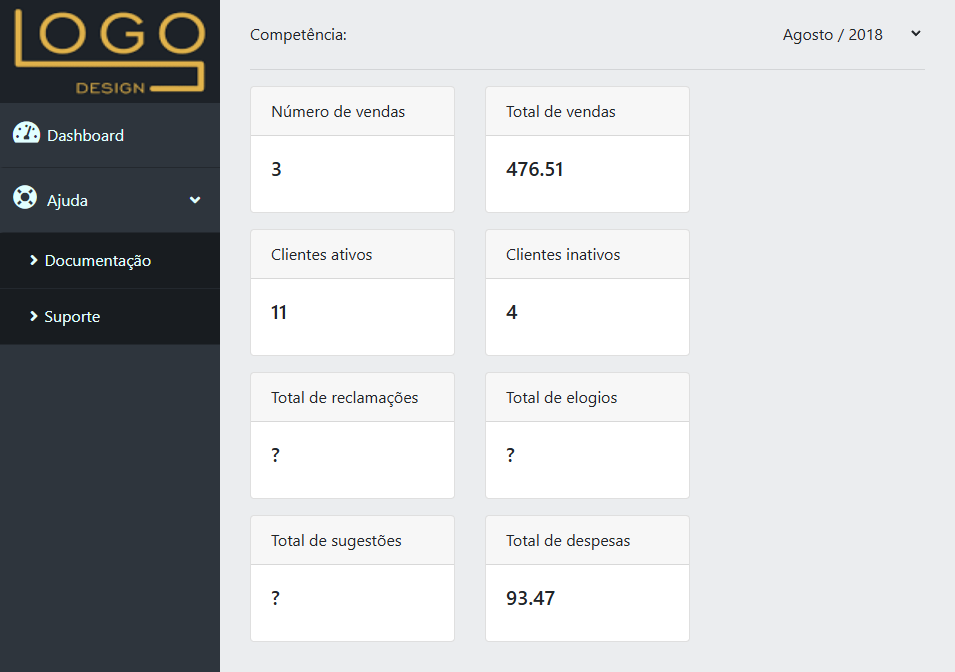 LOGO
DESIGN
Dashboard
Ajuda
Documentação
Suporte
Competência:
Agosto / 2018
Número de vendas
3
Total de vendas
476.51
Clientes ativos
11
Clientes inativos
4
Total de reclamações
?
Total de elogios
?
Total de sugestões
?
Total de despesas
93.47